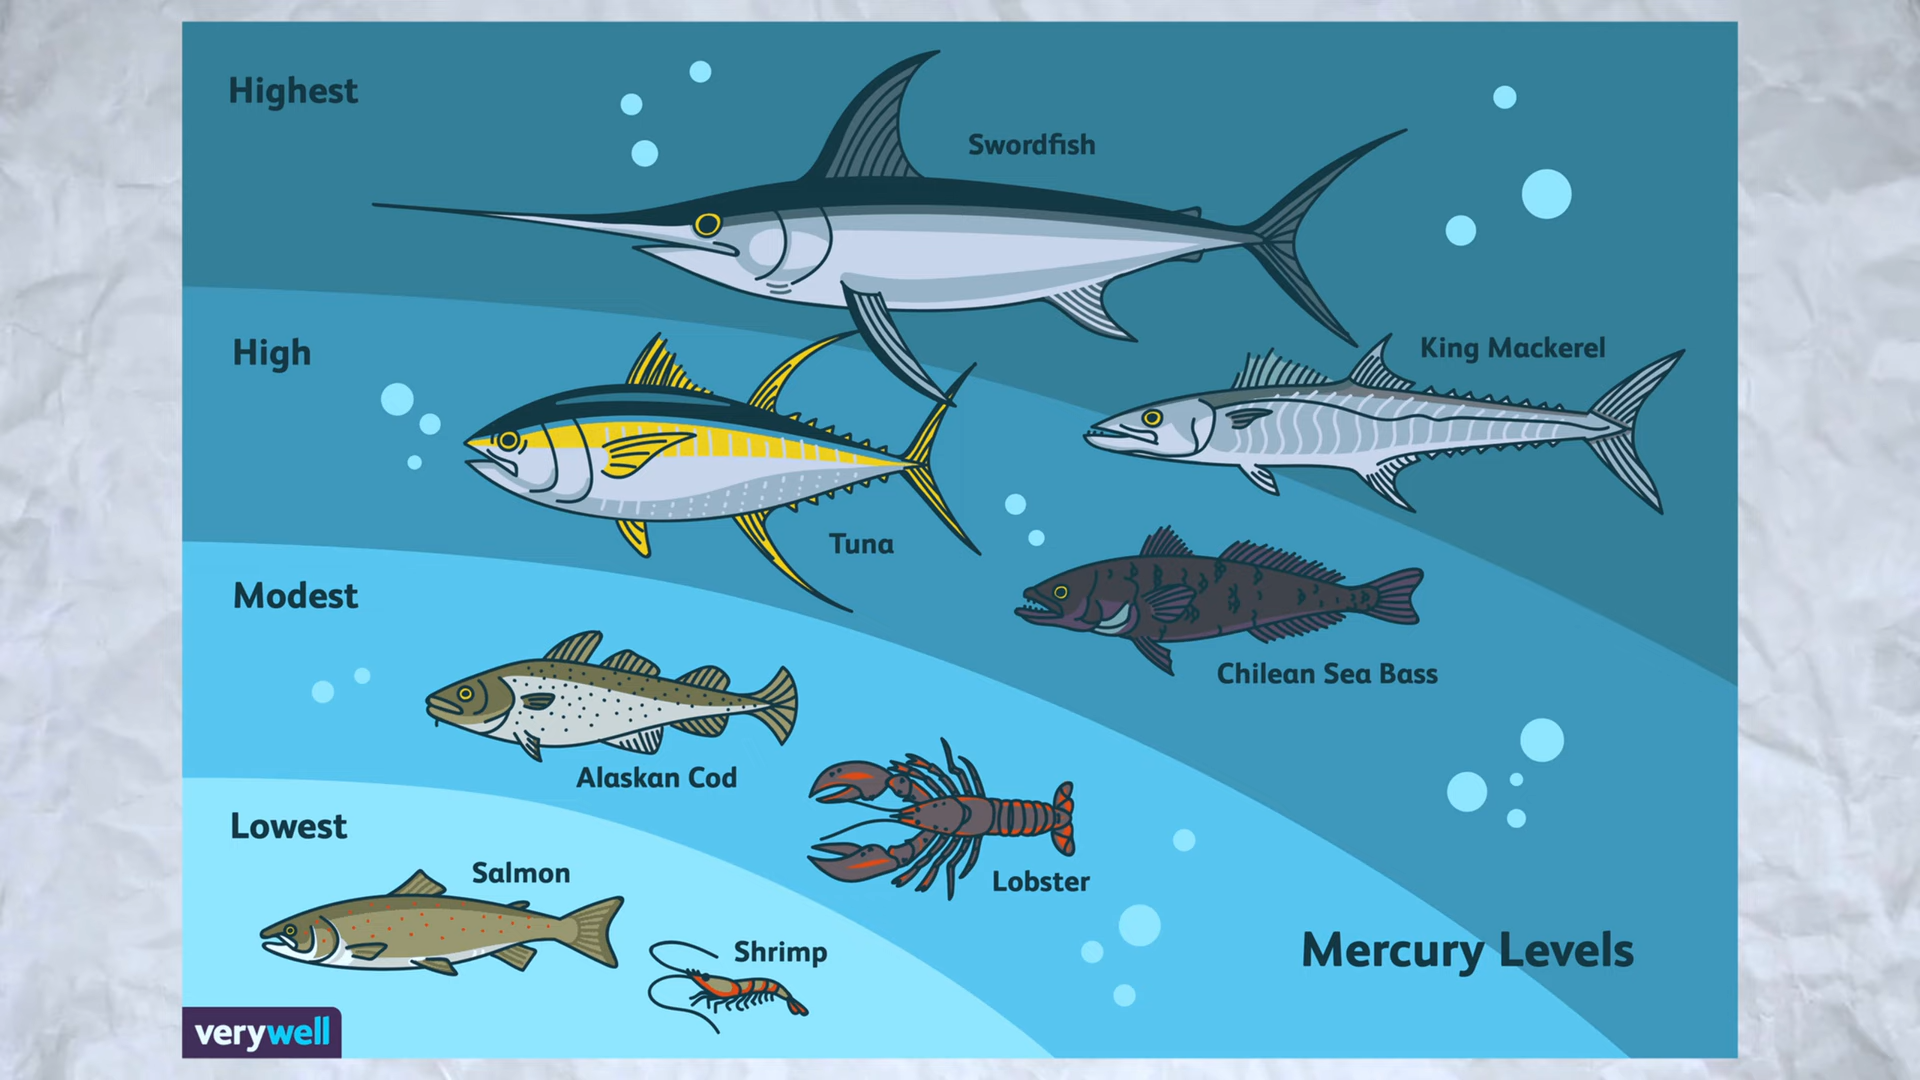 Highest
Swordfish
High
King Mackerel
Tuna
Modest
Chilean Sea Bass
Alaskan Cod
Lowest
Salmon
Lobster
Shrimp
Mercury Levels
verywell